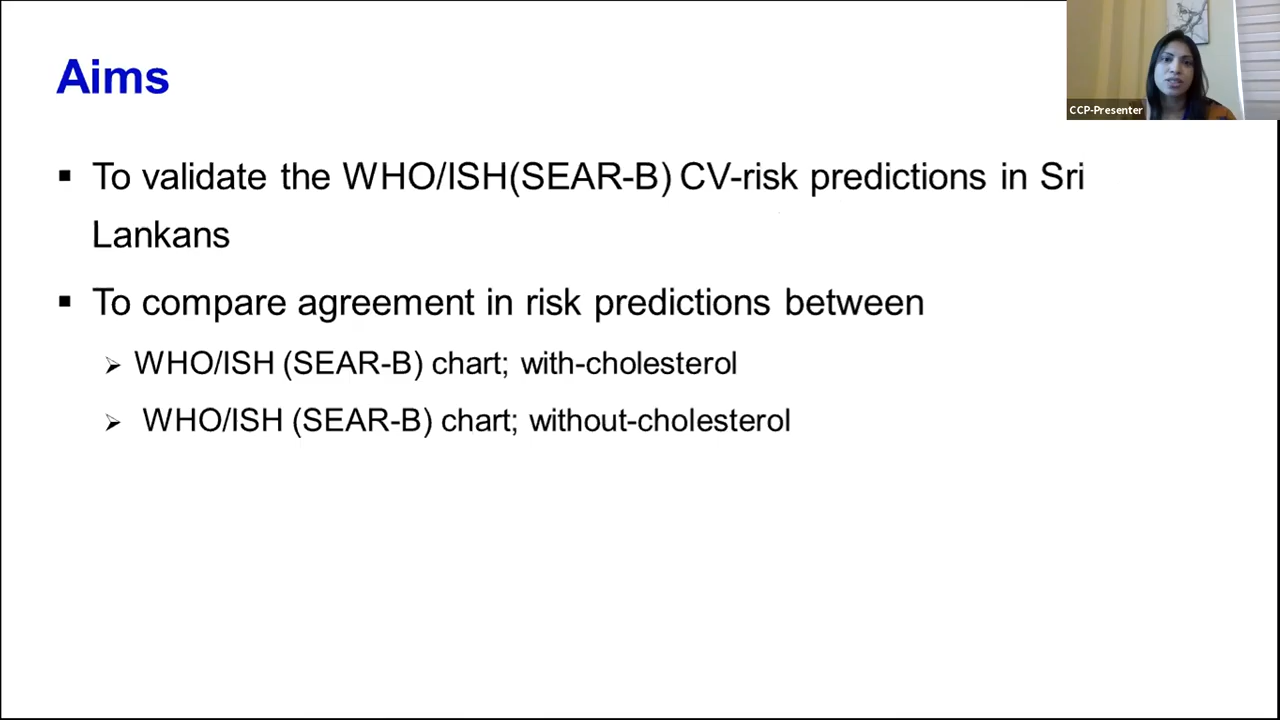 Aims
▪ To validate the WHO/ISH(SEAR-B) CV-risk predictions in Sri
Lankans
▪ To compare agreement in risk predictions between
➢ WHO/ISH (SEAR-B) chart; with-cholesterol
➢ WHO/ISH (SEAR-B) chart; without-cholesterol
CCP-Presenter